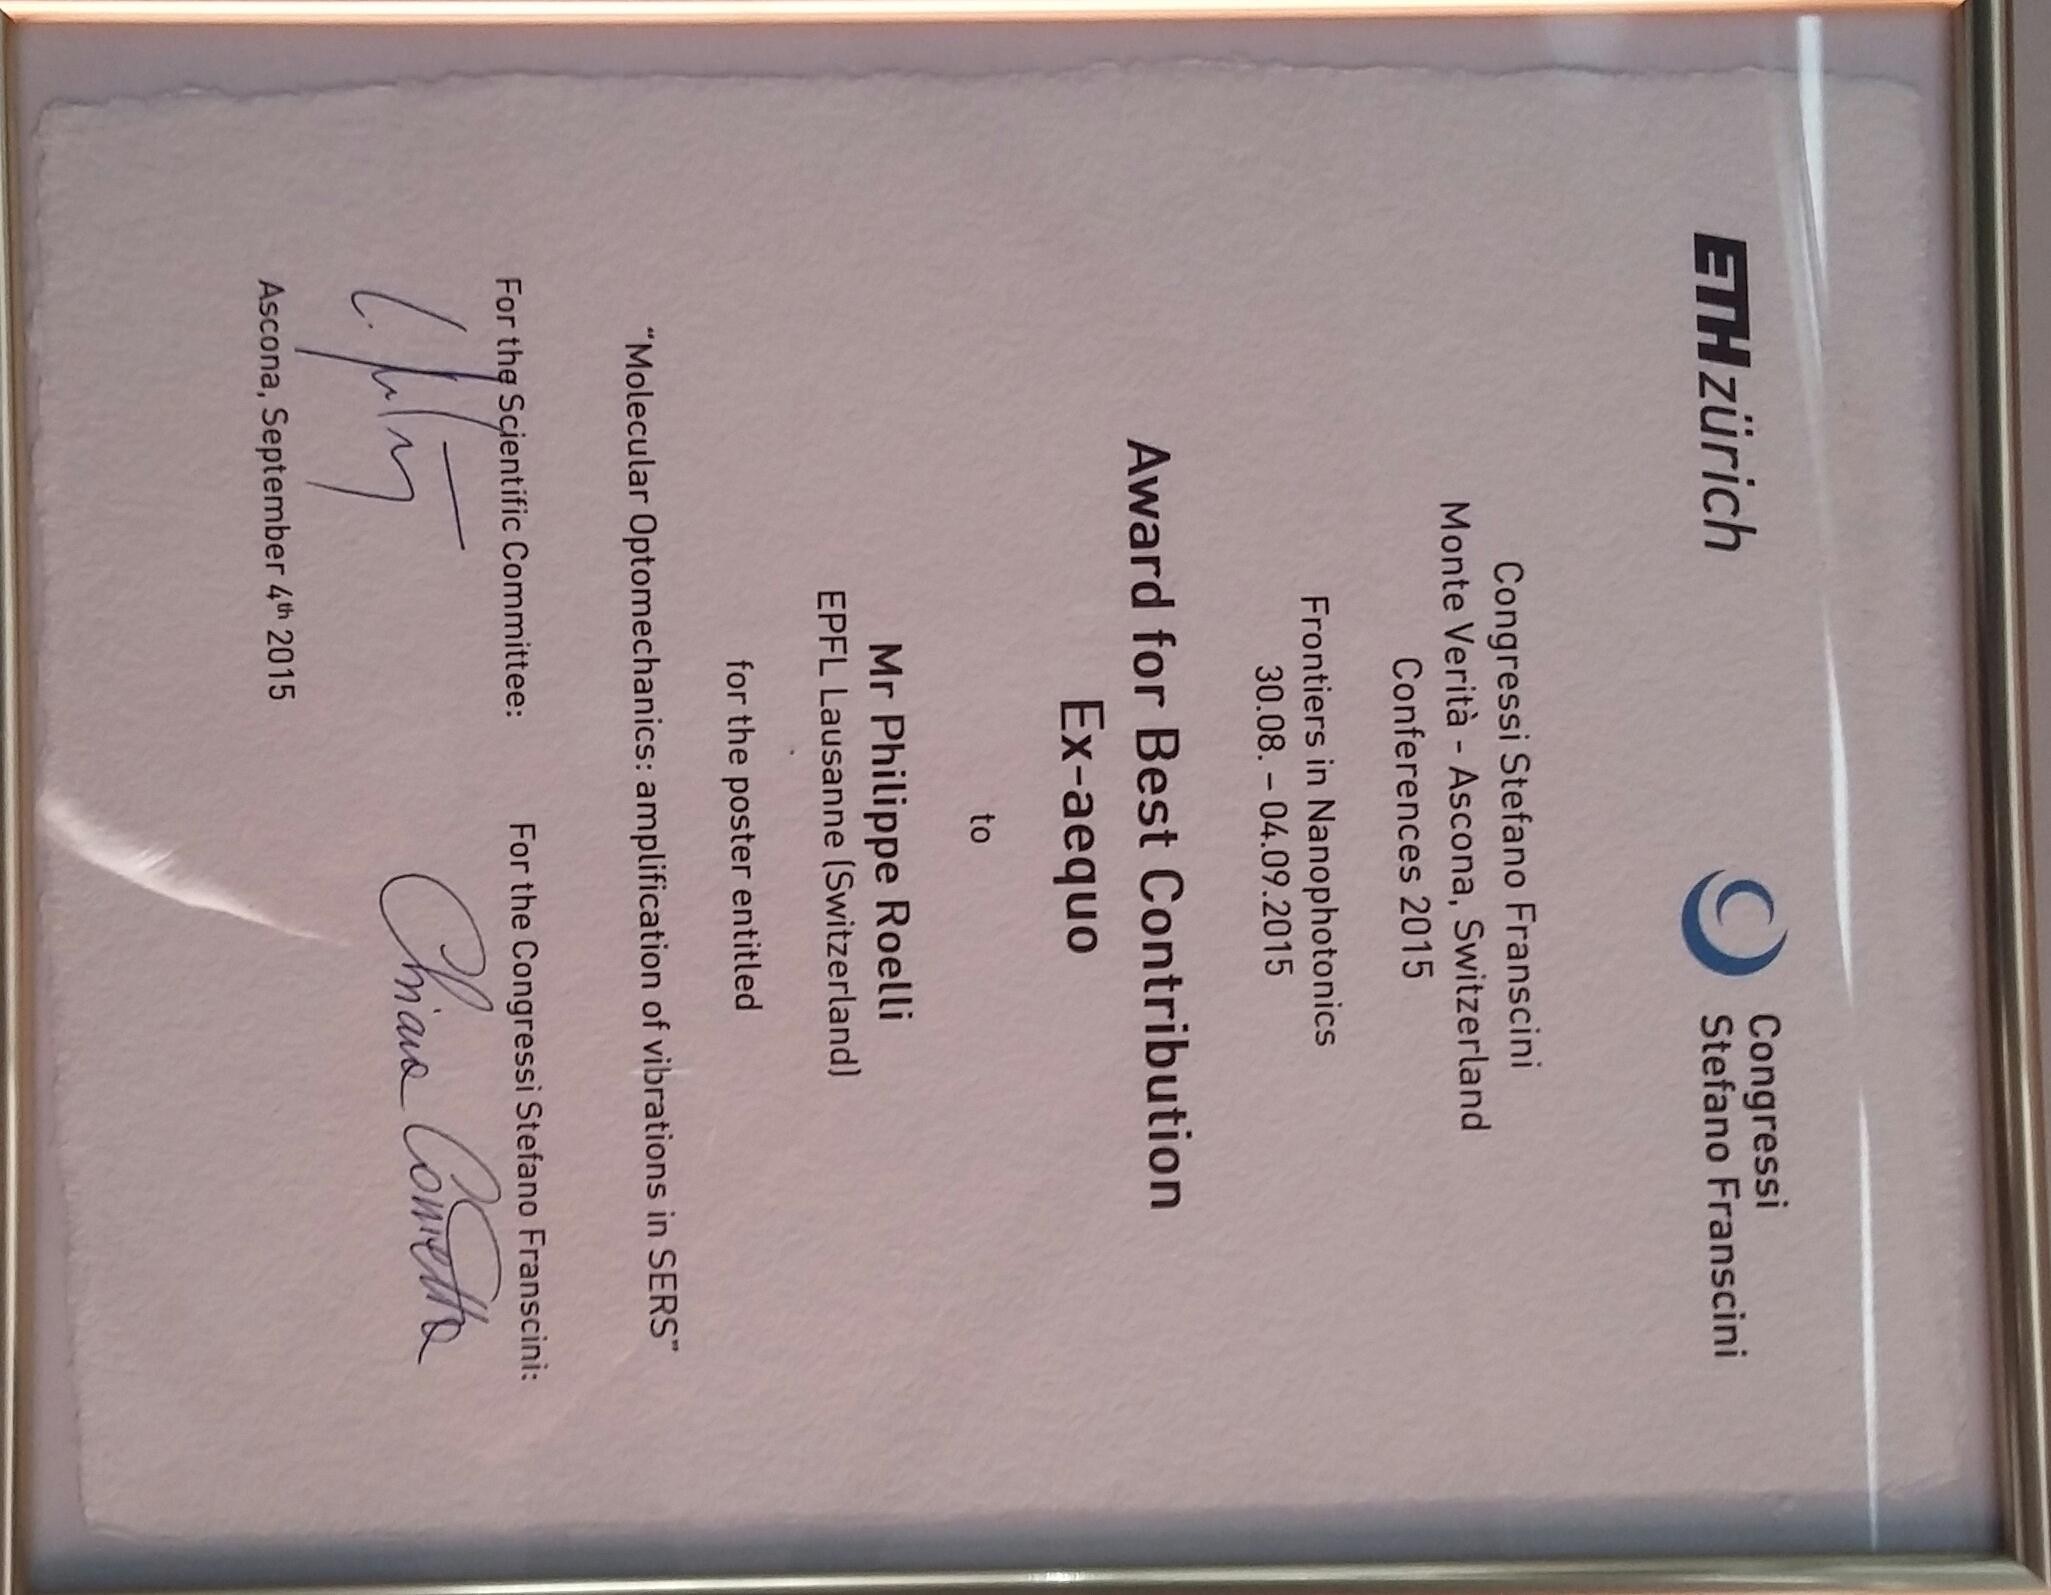 ETH zürich
Congressi
Stefano Franscini
Congressi Stefano Franscini
Monte Verità - Ascona, Switzerland
Conferences 2015
Frontiers in Nanophotonics
30.08. – 04.09.2015
Award for Best Contribution
Ex-aequo
to
Mr Philippe Roelli
EPFL Lausanne (Switzerland)
for the poster entitled
“Molecular Optomechanics: amplification of vibrations in SERS”
For the Scientific Committee:
For the Congressi Stefano Franscini:
Chiara Cometta
Ascona, September 4th 2015